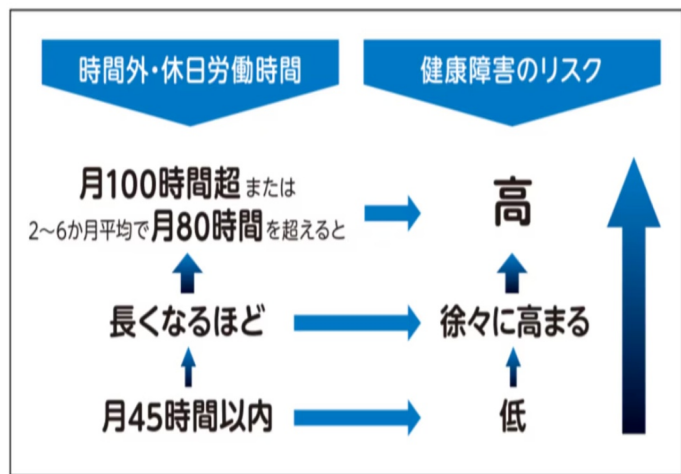 時間外・休日労働時間
健康障害のリスク
月100時間超または
2〜6か月平均で月80時間を超えると
高
長くなるほど
徐々に高まる
月45時間以内
低